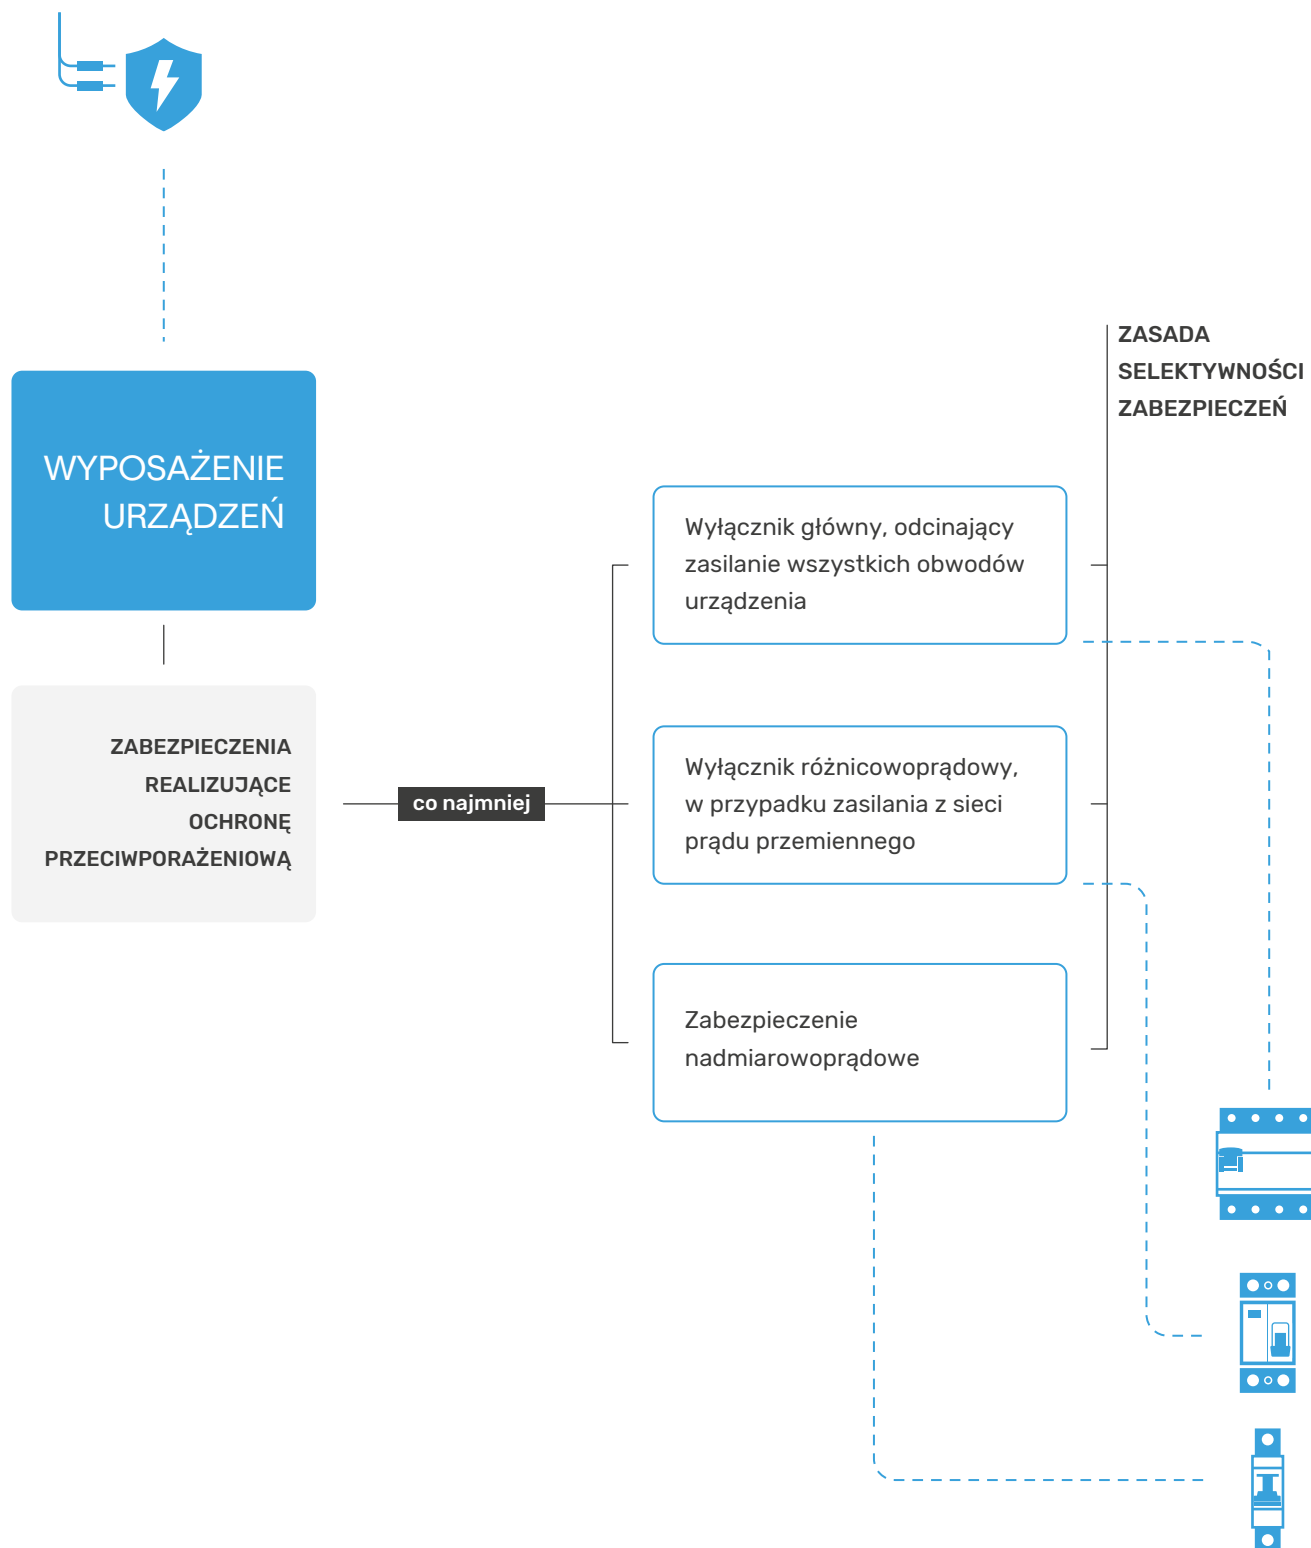 WYPOSAŻENIE
URZĄDZEŃ
ZABEZPIECZENIA
REALIZUJĄCE
OCHRONĘ
PRZECIWPORAŻENIOWĄ
co najmniej
Wyłącznik główny, odcinający
zasilanie wszystkich obwodów
urządzenia
Wyłącznik różnicowoprądowy,
w przypadku zasilania z sieci
prądu przemiennego
Zabezpieczenie
nadmiarowoprądowe
ZASADA
SELEKTYWNOŚCI
ZABEZPIECZEŃ